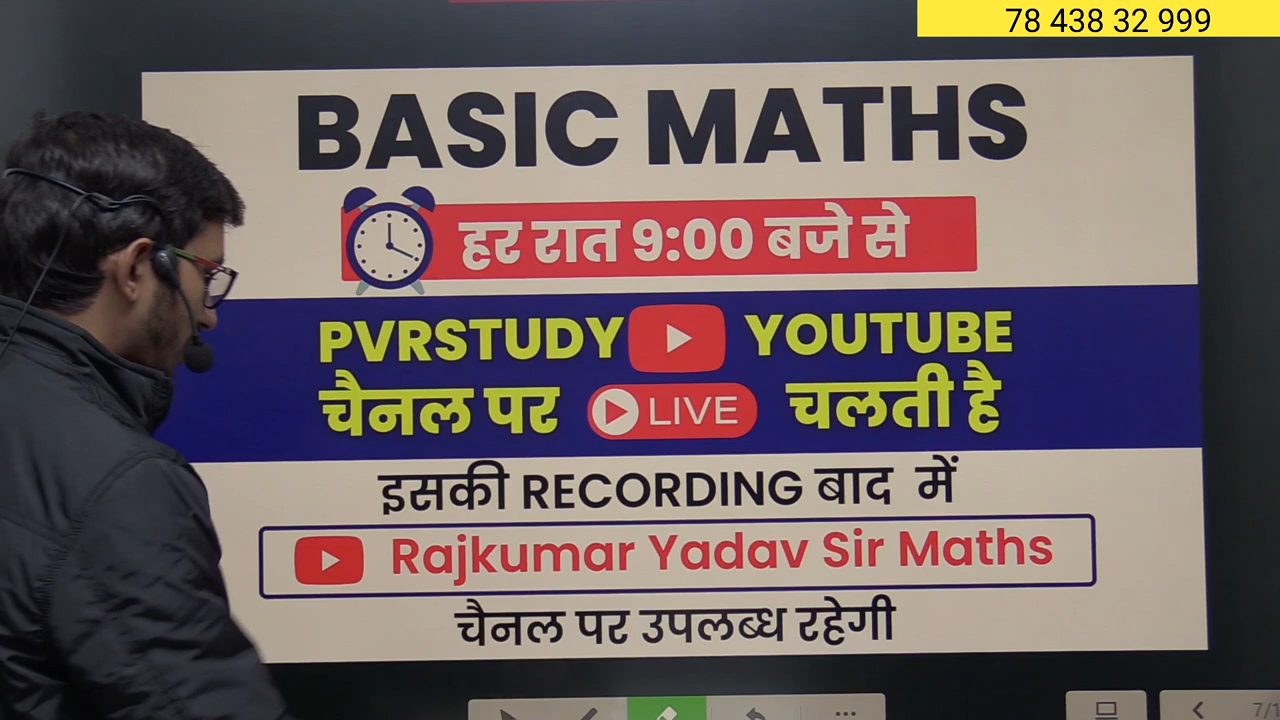 78 438 32 999
BASIC MATHS
हर रात 9:00 बजे से
PVRSTUDY YOUTUBE
चैनल पर LIVE चलती है
इसकी RECORDING बाद में
Rajkumar Yadav Sir Maths
चैनल पर उपलब्ध रहेगी